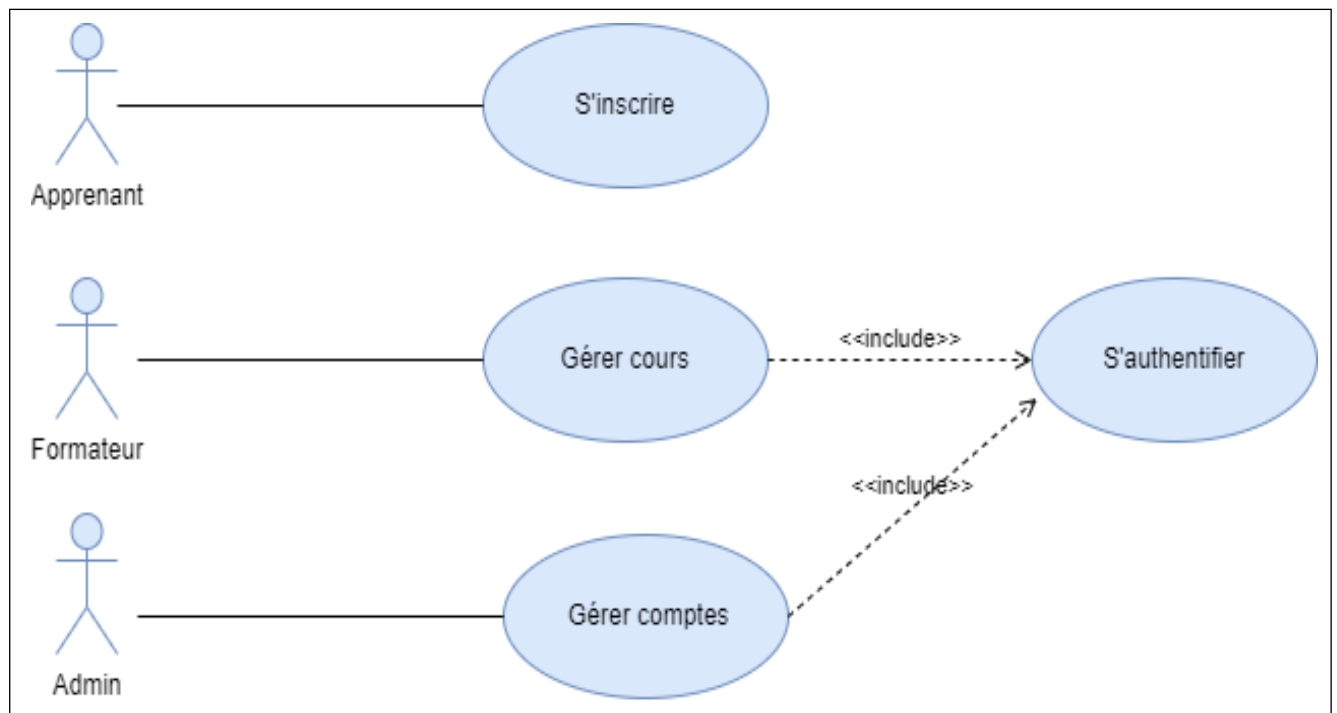 S'inscrire
Apprenant
Gérer cours
<<include>>
S'authentifier
Formateur
<<include>>
Gérer comptes
Admin